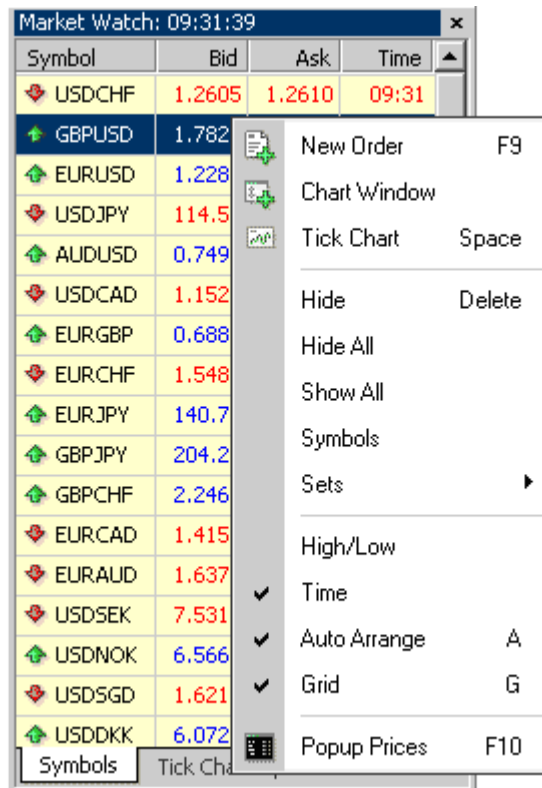 Market Watch: 09:31:39
Symbol Bid Ask Time
USDCHF 1.2605 1.2610 09:31
GBPUSD 1.782
EURUSD 1.228
USDJPY 114.5
AUDUSD 0.749
USDCAD 1.152
EURGBP 0.688
EURCHF 1.548
EURJPY 140.7
GBPJPY 204.2
GBPCHF 2.246
EURCAD 1.415
EURAUD 1.637
USDSEK 7.531
USDNOK 6.566
USDSGD 1.621
USDDKK 6.072
Symbols Tick Cha
New Order F9
Chart Window
Tick Chart Space
Hide Delete
Hide All
Show All
Symbols
Sets
High/Low
Time
Auto Arrange A
Grid G
Popup Prices F10